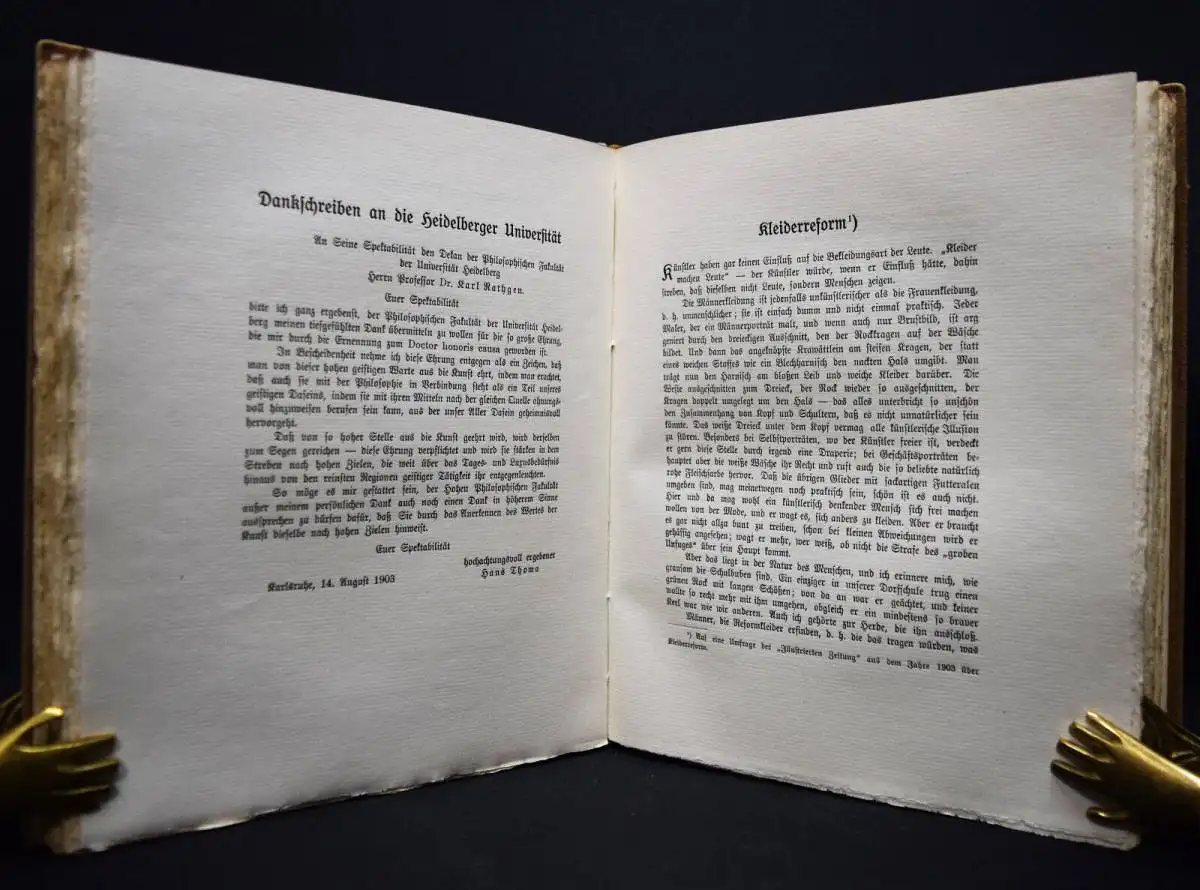 Dankschreiben an die Heidelberger Universität
An Seine Spektabilität den Dekan der Philosophischen Fakultät
der Universität Heidelberg
Herrn Professor Dr. Karl Rathgen.
Euer Spektabilität
bitte ich ganz ergebenst, der Philosophischen Fakultät der Universität Heidel-
berg meinen tiefgefühlten Dank übermitteln zu wollen für die so große Ehrung,
die mir durch die Ernennung zum Doctor honoris causa geworden ist.
In Bescheidenheit nehme ich diese Ehrung entgegen als ein Zeichen, daß
man von dieser hohen geistigen Warte aus die Kunst ehrt, indem man erachtet,
daß auch sie mit der Philosophie in Verbindung steht als ein Teil unseres
geistigen Daseins, indem sie mit ihren Mitteln nach der gleichen Quelle ahnungs-
voll hinzuweisen berufen sein kann, aus der unser Aller Dasein geheimnisvoll
hervorgeht.
Daß von so hoher Stelle aus die Kunst geehrt wird, wird derselben
zum Segen gerreichen — diese Ehrung verpflichtet und wird sie stärken in dem
Streben nach hohen Zielen, die weit über das Tages- und Luxusbedürfnis
hinaus von den reinsten Regionen geistiger Tätigkeit ihr entgegenleuchten.
So möge es mir gestattet sein, der Hohen Philosophischen Fakultät
außer meinem persönlichen Dank auch noch einen Dank in höherem Sinne
aussprechen zu dürfen dafür, daß Sie durch das Anerkennen des Wertes der
Kunst dieselbe nach hohen Zielen hinweist.
Euer Spektabilität
hochachtungsvoll ergebener
Hans Thoma
Karlsruhe, 14. August 1903
Kleiderreform¹)
Künstler haben gar keinen Einfluß auf die Bekleidungsart der Leute. „Kleider
machen Leute“ — der Künstler würde, wenn er Einfluß hätte, dahin
streben, daß dieselben nicht Leute, sondern Menschen zeigen.
Die Männerkleidung ist jedenfalls unkünstlerischer als die Frauenkleidung,
d. h. unmenschlicher; sie ist einfach dumm und nicht einmal praktisch. Jeder
Maler, der ein Männerporträt malt, und wenn auch nur Brustbild, ist arg
geniert durch den dreieckigen Ausschnitt, den der Rockkragen auf der Wäsche
bildet. Und dann das angeknöpfte Krawättlein am steifen Kragen, der statt
eines weichen Stoffes wie ein Blechharnisch den nackten Hals umgibt. Man
trägt nun den Harnisch am bloßen Leib und weiche Kleider darüber. Die
Weste ausgeschnitten zum Dreieck, der Rock wieder so ausgeschnitten, der
Kragen doppelt umgelegt um den Hals — das alles unterbricht so unschön
den Zusammenhang von Kopf und Schultern, daß es nicht unnatürlicher sein
könnte. Das weiße Dreieck unter dem Kopf vermag alle künstlerische Illusion
zu stören. Besonders bei Selbstporträten, wo der Künstler freier ist, verdeckt
er gern diese Stelle durch irgend eine Draperie; bei Geschäftsporträten be-
hauptet aber die weiße Wäsche ihr Recht und ruft auch die so beliebte natürlich
rohe Fleischfarbe hervor. Daß die übrigen Glieder mit sackartigen Futteralen
umgeben sind, mag meinetwegen noch praktisch sein, schön ist es auch nicht.
Hier und da mag wohl ein künstlerisch denkender Mensch sich frei machen
wollen von der Mode, und er wagt es, sich anders zu kleiden. Aber er braucht
es gar nicht allzu bunt zu treiben, schon bei kleinen Abweichungen wird er
gehässig angesehen; wagt er mehr, wer weiß, ob nicht die Strafe des „groben
Unfuges“ über sein Haupt kommt.
Aber das liegt in der Natur des Menschen, und ich erinnere mich, wie
grausam die Schulbuben sind. Ein einziger in unserer Dorfschule trug einen
grünen Rock mit langen Schößen; von da an war er geächtet, und keiner
wollte so recht mehr mit ihm umgehen, obgleich er ein mindestens so braver
Kerl war wie wir anderen. Auch ich gehörte zur Herde, die ihn ausschloß.
Männer, die Reformkleider erfinden, d. h. die das tragen würden, was
¹) Auf eine Umfrage der „Illustrierten Zeitung“ aus dem Jahre 1903 über
Kleiderreform.